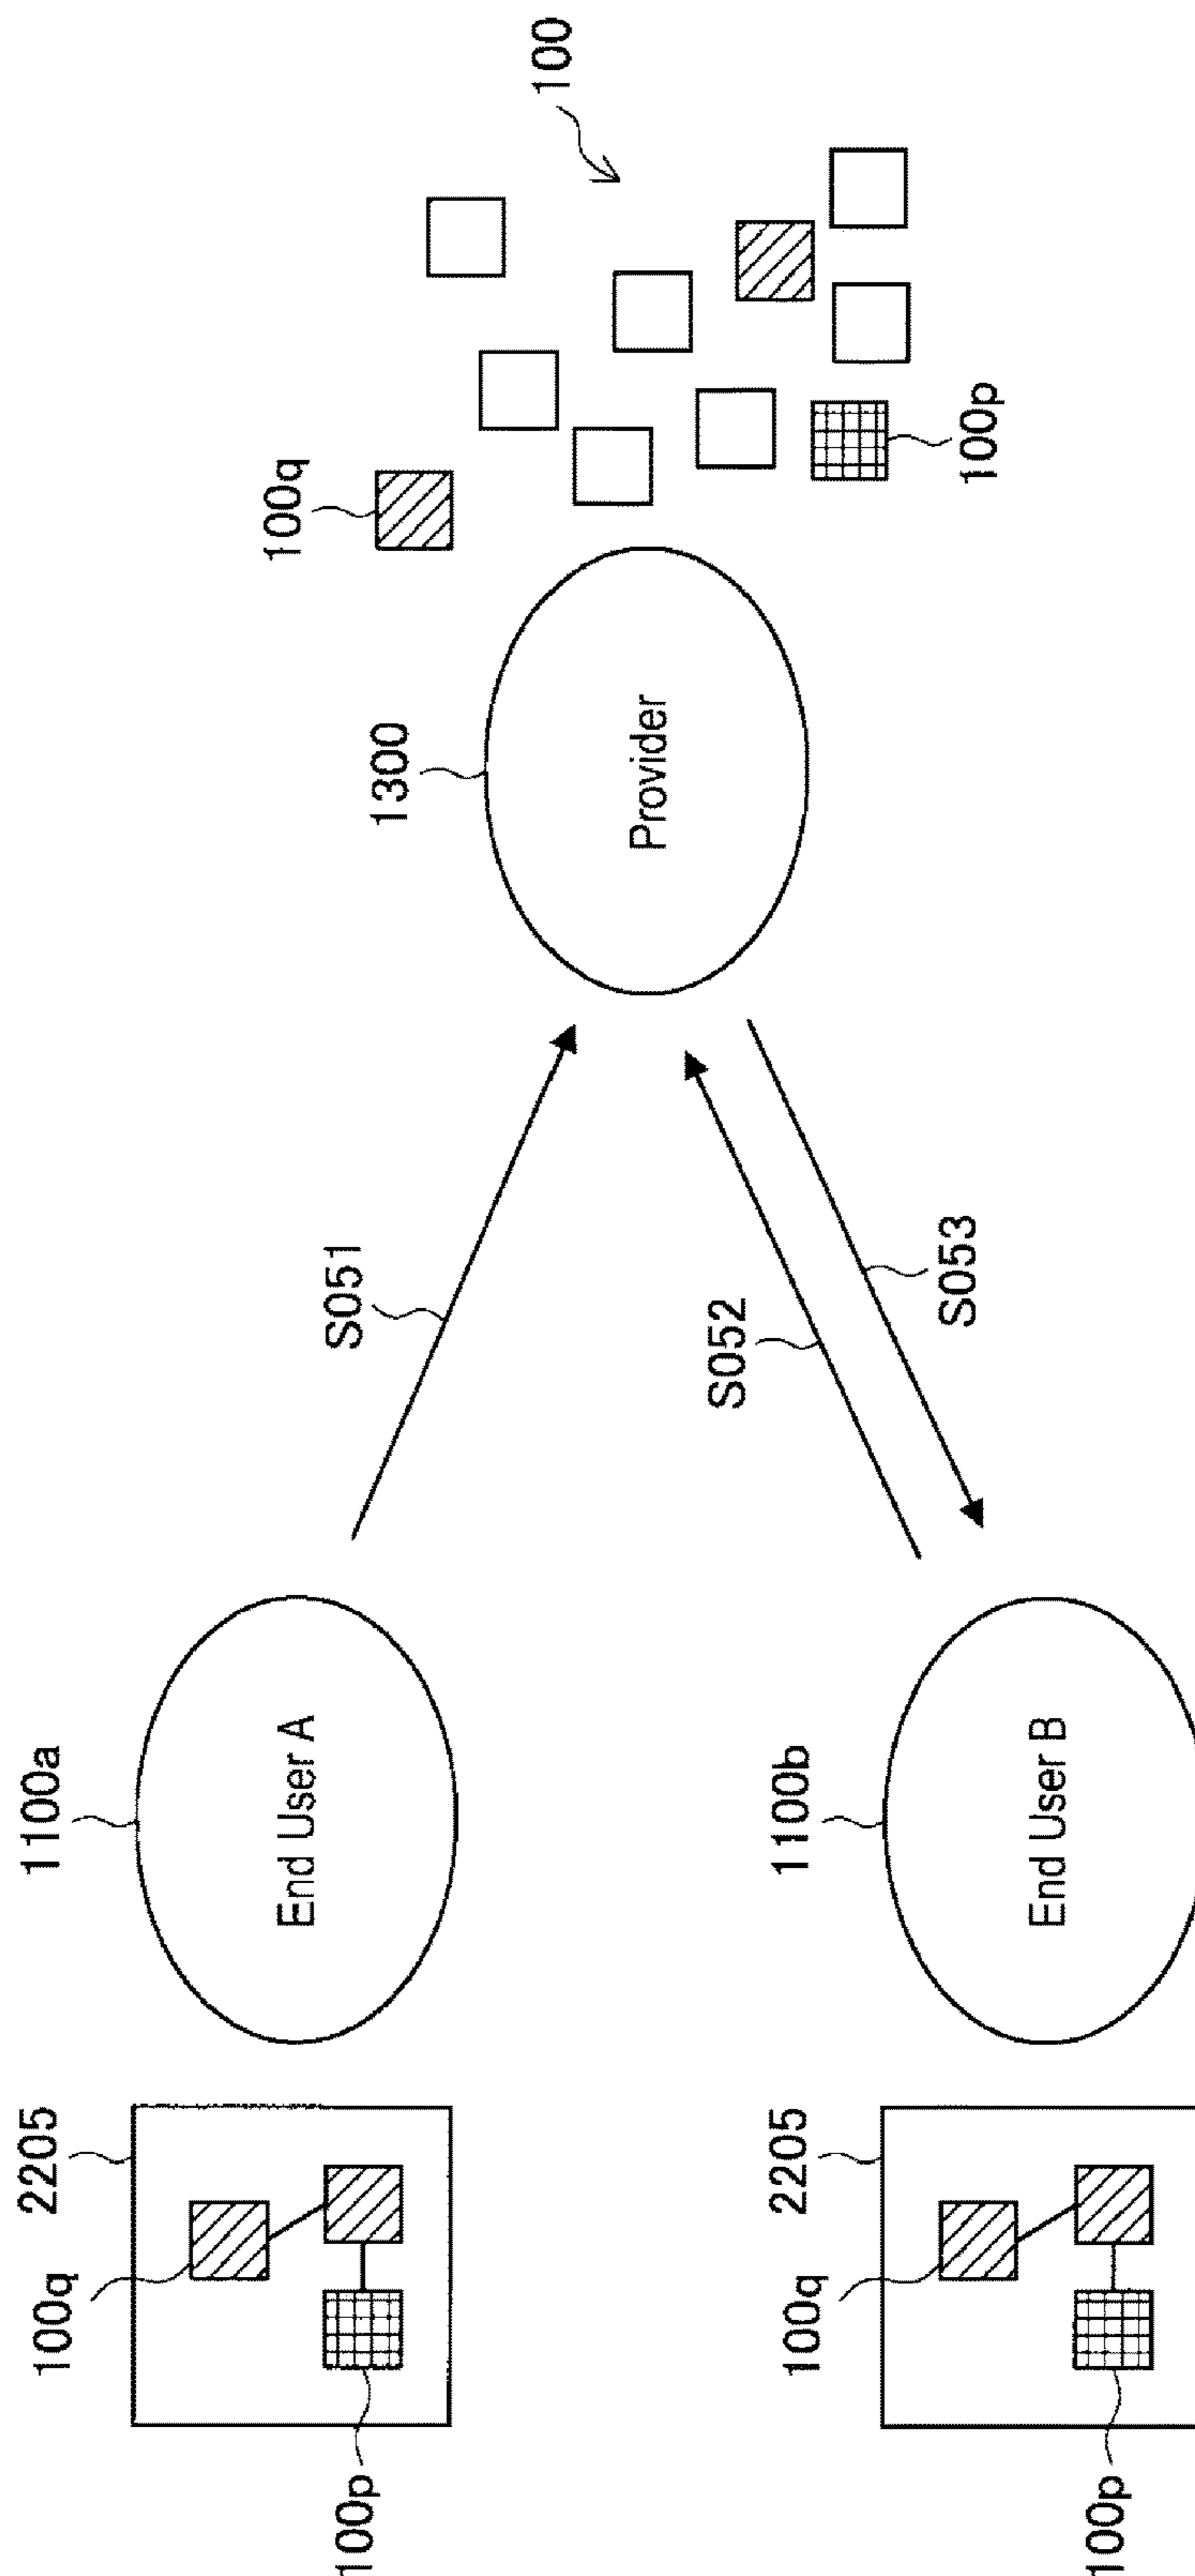 100q
2205
1100a
End User A
100p
S051
100q
1300
100
Provider
S052
100q
2205
1100b
S053
100p
End User B
100p